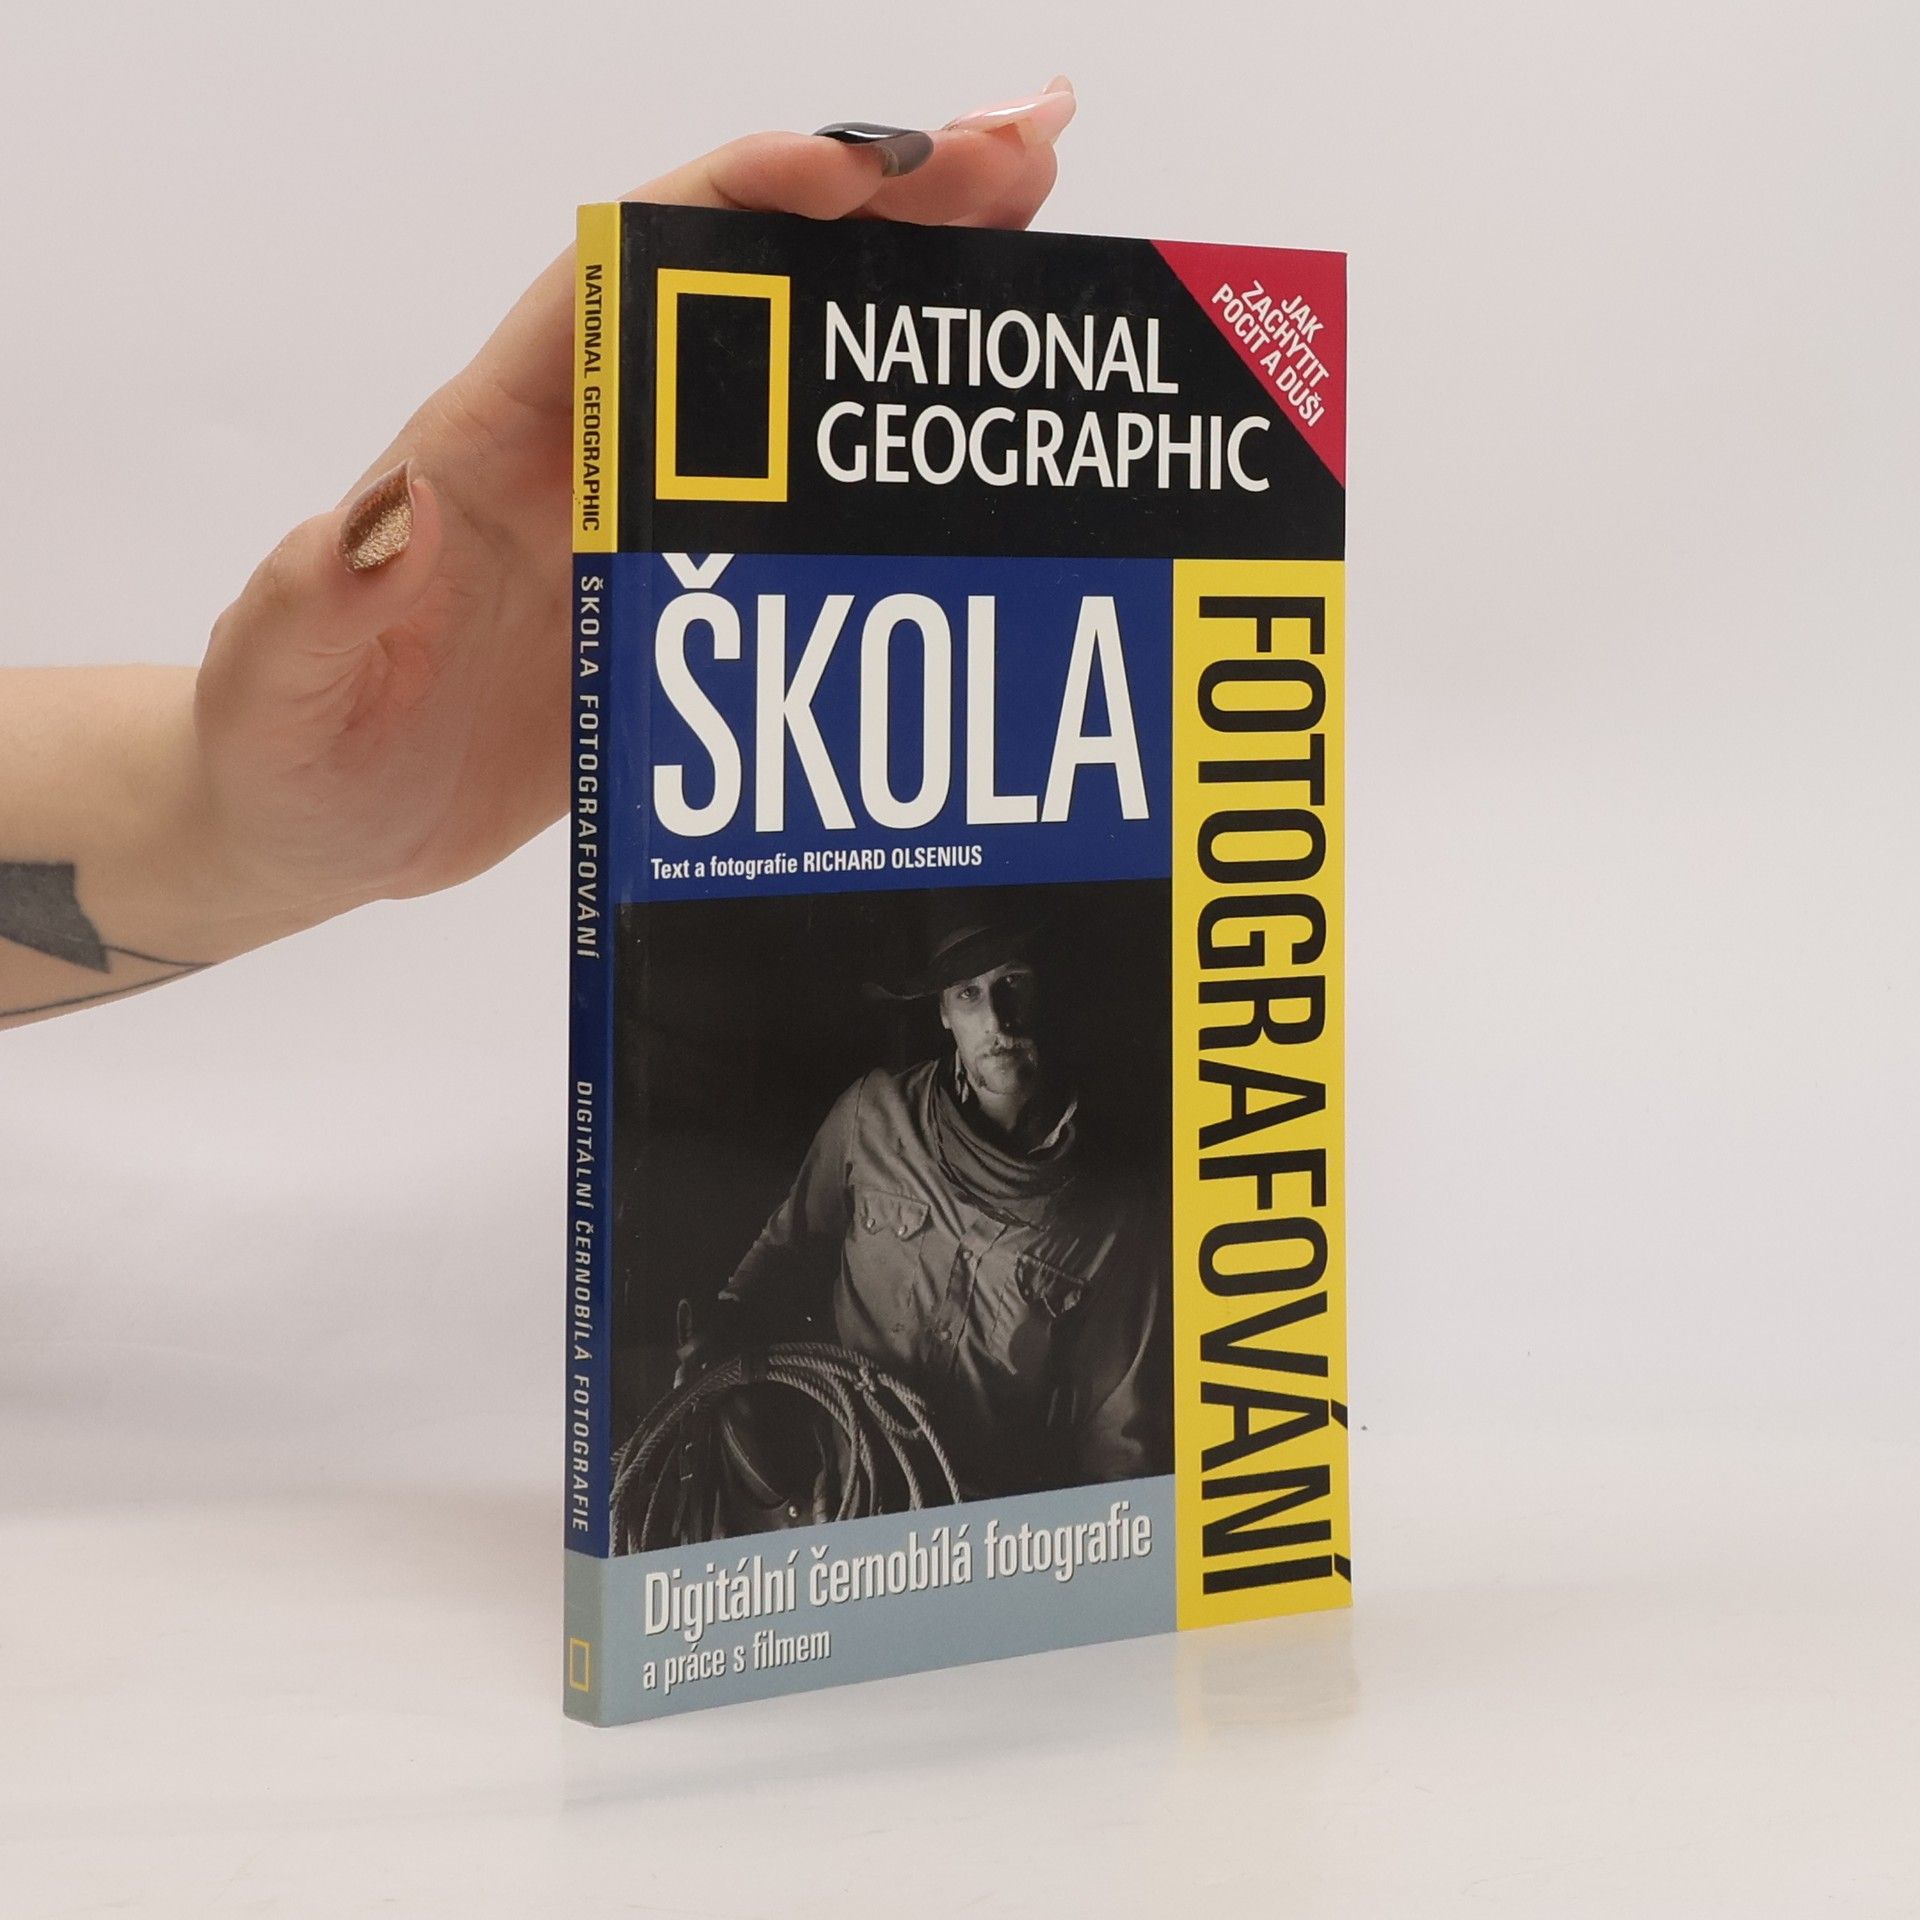 NATIONAL GEOGRAPHIC
ŠKOLA FOTOGRAFOVÁNÍ
DIGITÁLNÍ ČERNOBÍLÁ FOTOGRAFIE
NATIONAL
GEOGRAPHIC
JAK
ZACHYTIT
POCIT A DUŠI
ŠKOLA
FOTOGRAFOVÁNÍ
Text a fotografie RICHARD OLSENIUS
Digitální černobílá fotografie
a práce s filmem